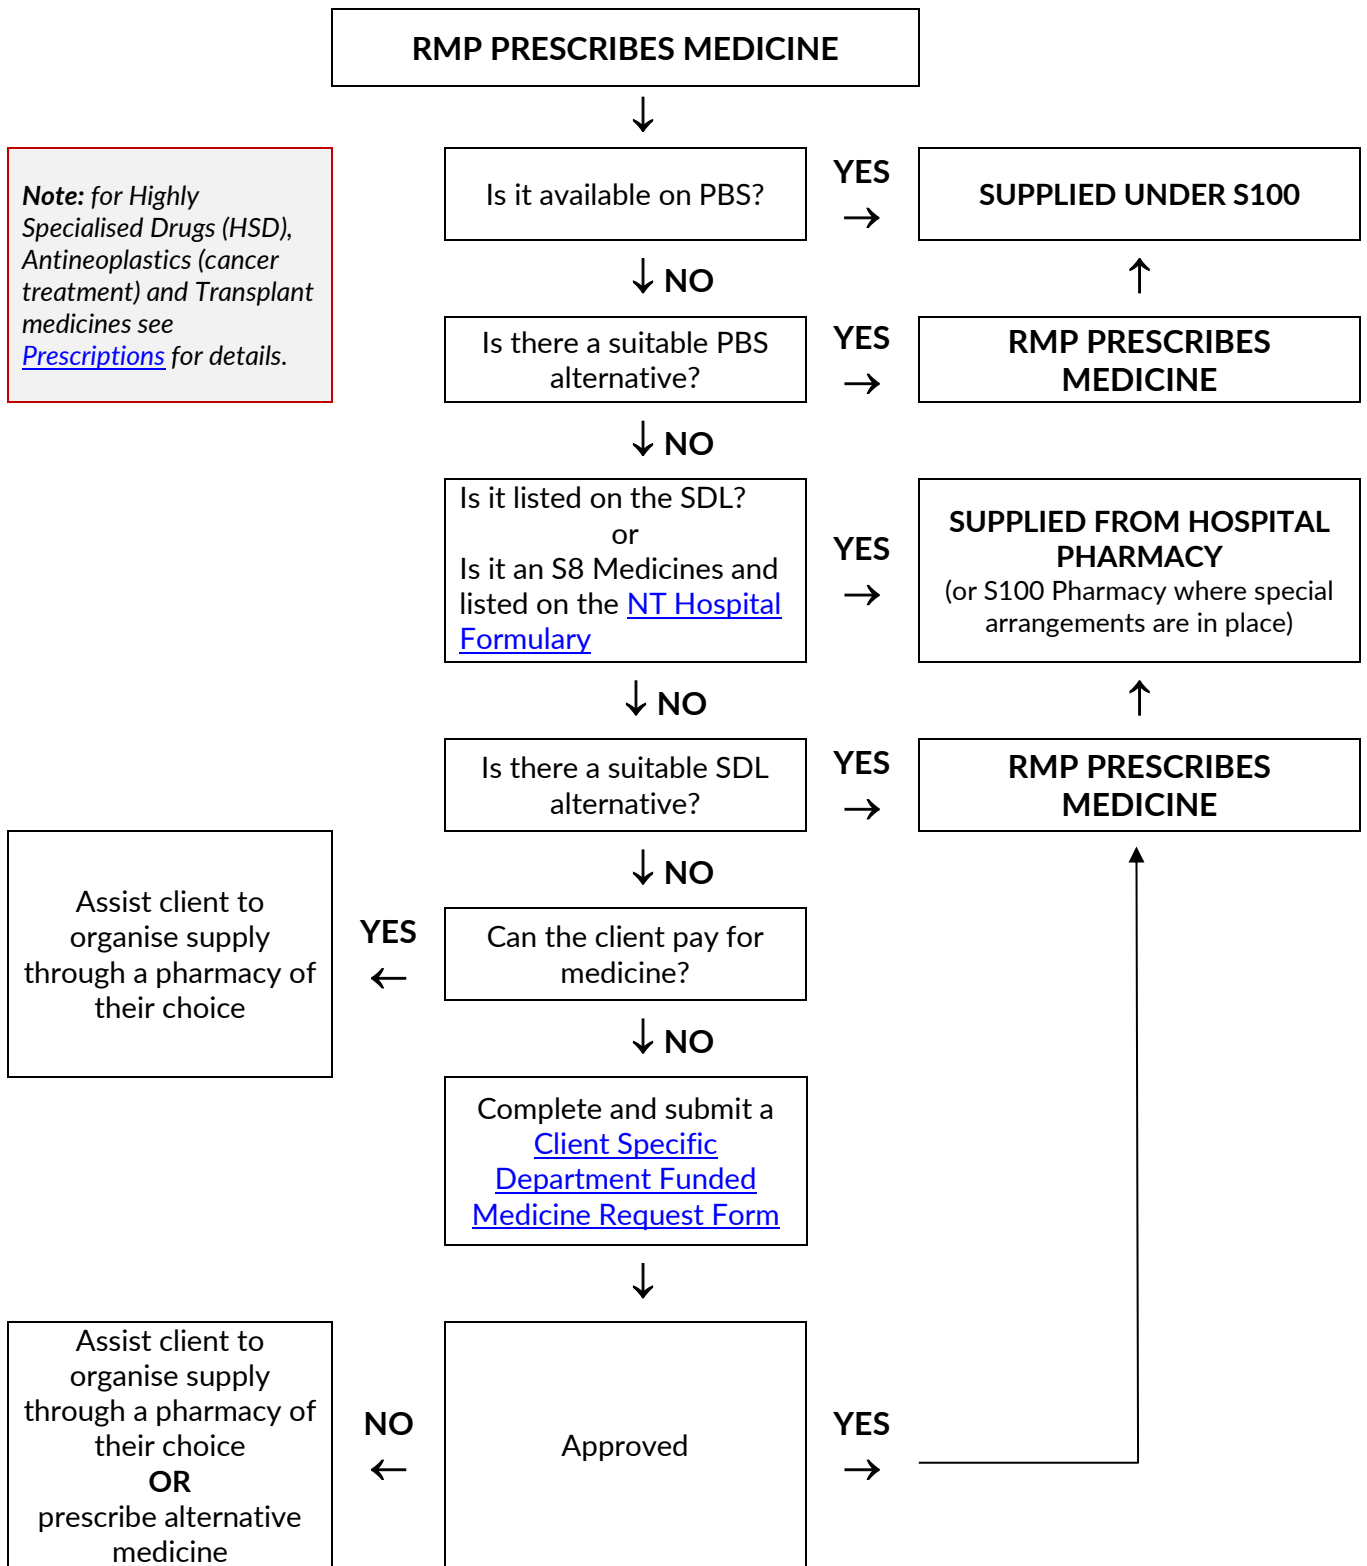 RMP PRESCRIBES MEDICINE
↓
Note: for Highly
Specialised Drugs (HSD),
Antineoplastics (cancer
treatment) and Transplant
medicines see
Prescriptions for details.
Is it available on PBS?
YES
→
SUPPLIED UNDER S100
↓ NO
↑
Is there a suitable PBS
alternative?
YES
→
RMP PRESCRIBES
MEDICINE
↓ NO
Is it listed on the SDL?
or
Is it an S8 Medicines and
listed on the NT Hospital
Formulary
YES
→
SUPPLIED FROM HOSPITAL
PHARMACY
(or S100 Pharmacy where special
arrangements are in place)
↓ NO
↑
Is there a suitable SDL
alternative?
YES
→
RMP PRESCRIBES
MEDICINE
↓ NO
Can the client pay for
medicine?
YES
←
Assist client to
organise supply
through a pharmacy of
their choice
↓ NO
Complete and submit a
Client Specific
Department Funded
Medicine Request Form
↓
Approved
NO
←
Assist client to
organise supply
through a pharmacy of
their choice
OR
prescribe alternative
medicine
YES
→